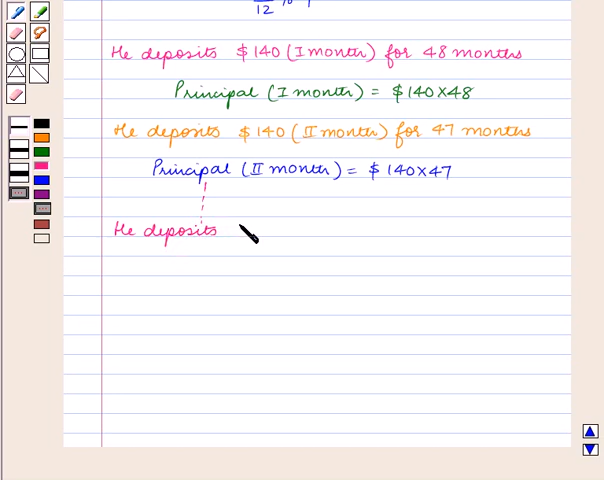 12
He deposits $140 (I month) for 48 months
Principal (I month) = $140×48
He deposits $140 (II month) for 47 months
Principal (II month) = $140×47
He deposits